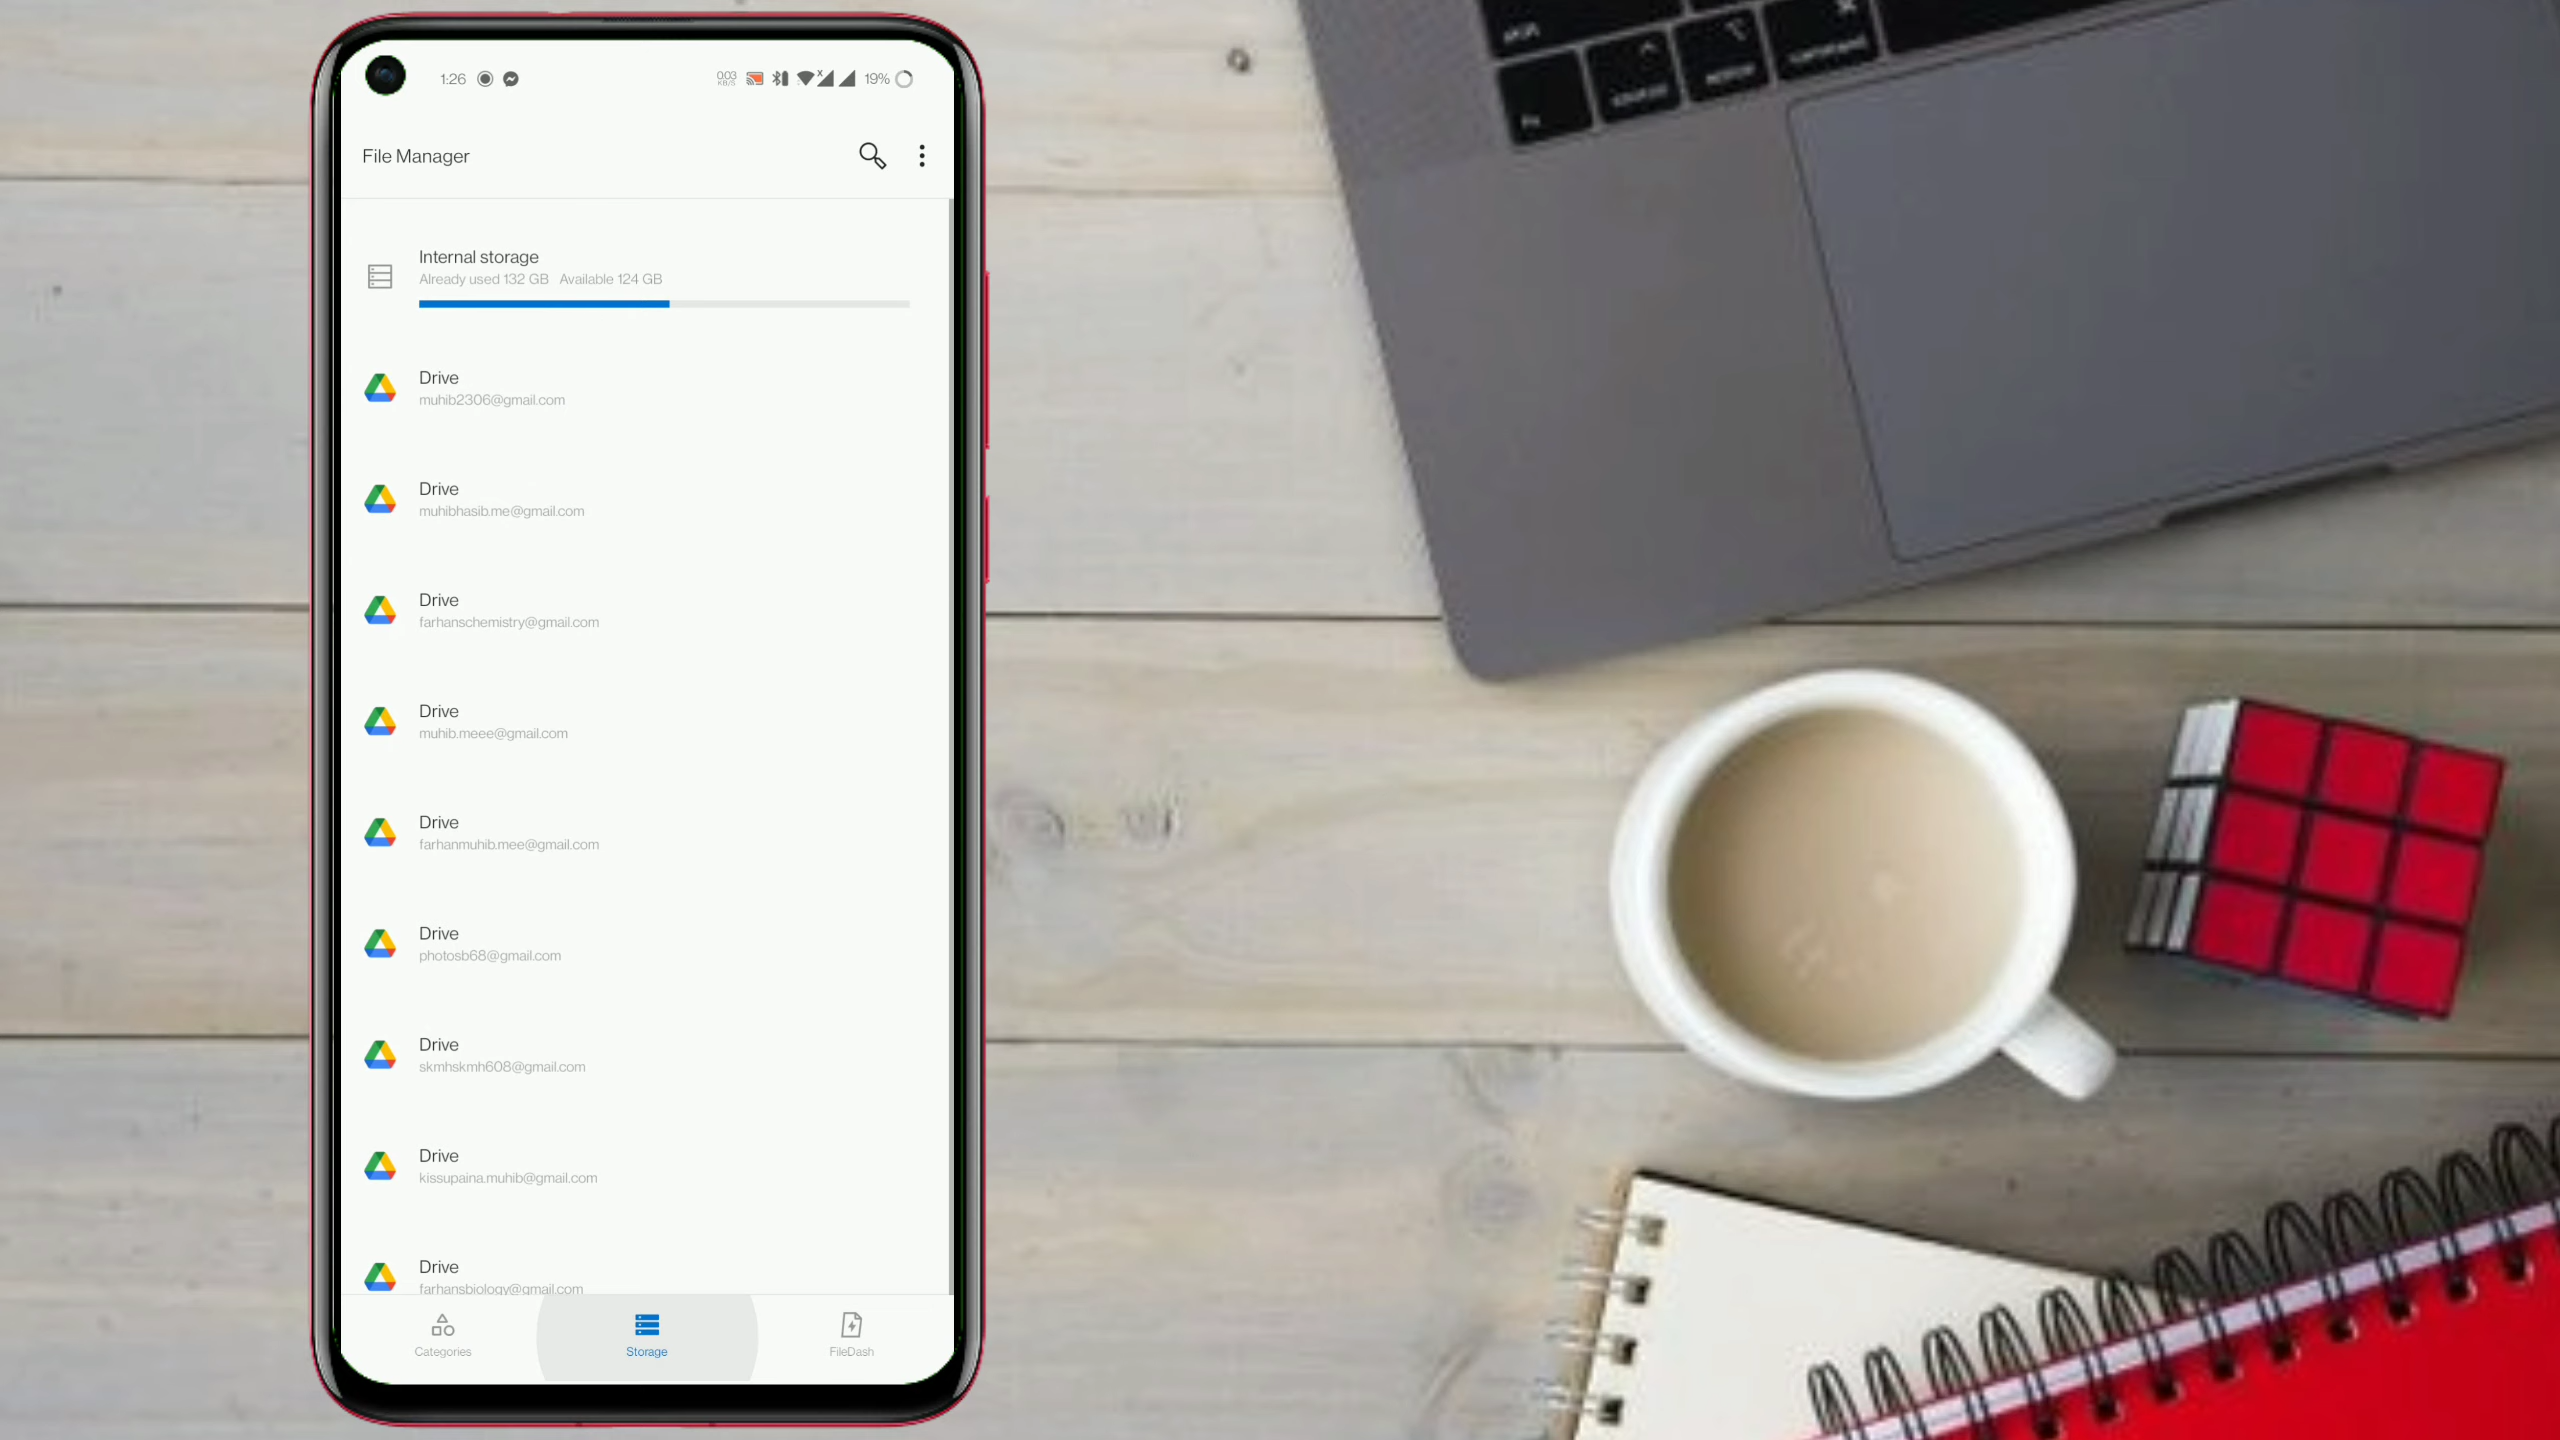 1:26
0.03 KB/S
19%
File Manager
Internal storage
Already used 132 GB Available 124 GB
Drive
muhib2306@gmail.com
Drive
muhibhasib.me@gmail.com
Drive
farhanschemistry@gmail.com
Drive
muhib.meee@gmail.com
Drive
farhanmuhib.mee@gmail.com
Drive
photosb68@gmail.com
Drive
skmhskmh608@gmail.com
Drive
kissupaina.muhib@gmail.com
Drive
farhansbiology@gmail.com
Categories
Storage
FileDash